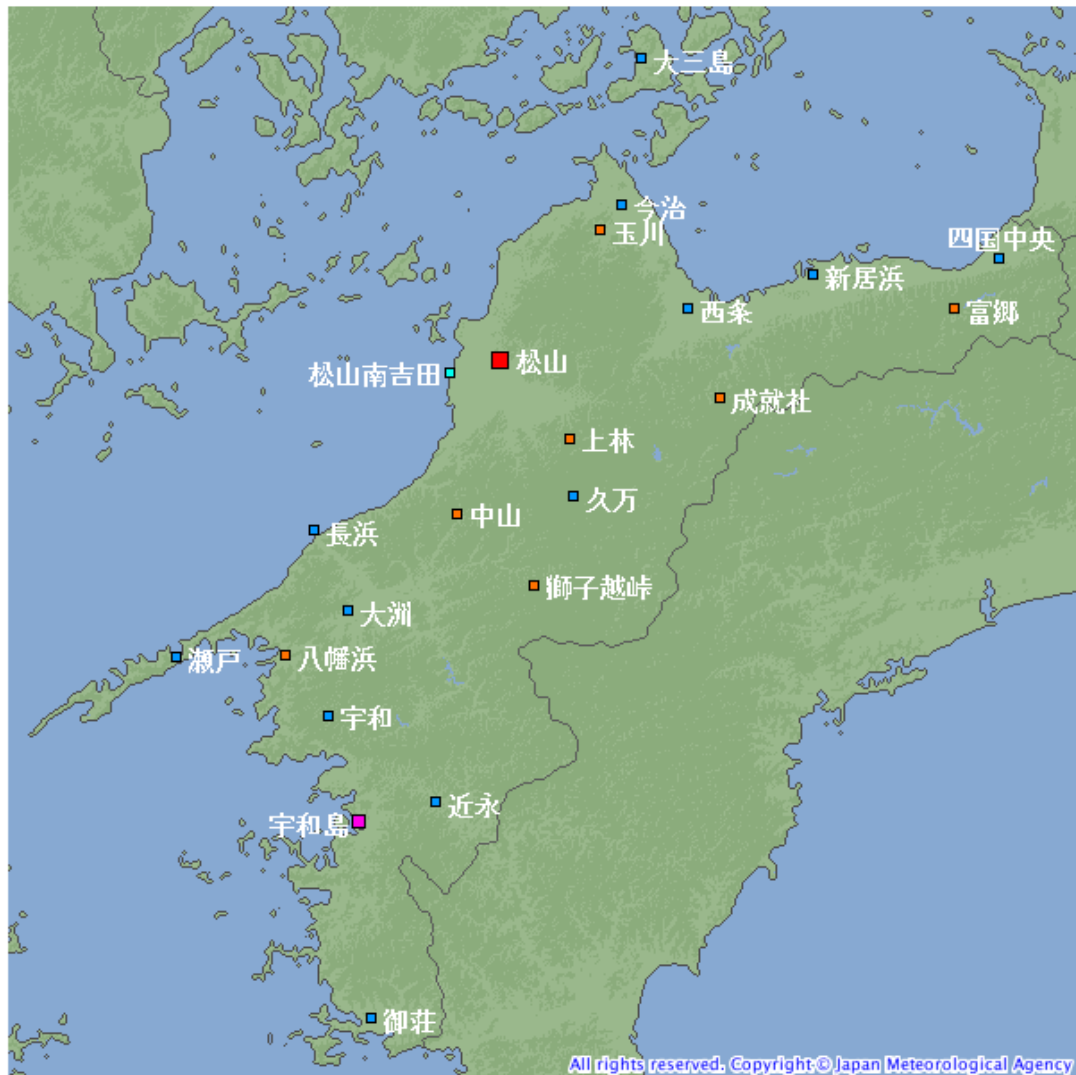 大三島
今治
玉川
四国中央
新居浜
西条
富郷
松山
松山南吉田
成就社
上林
久万
中山
長浜
獅子越峠
大洲
瀬戸
八幡浜
宇和
近永
宇和島
御荘
All rights reserved. Copyright © Japan Meteorological Agency